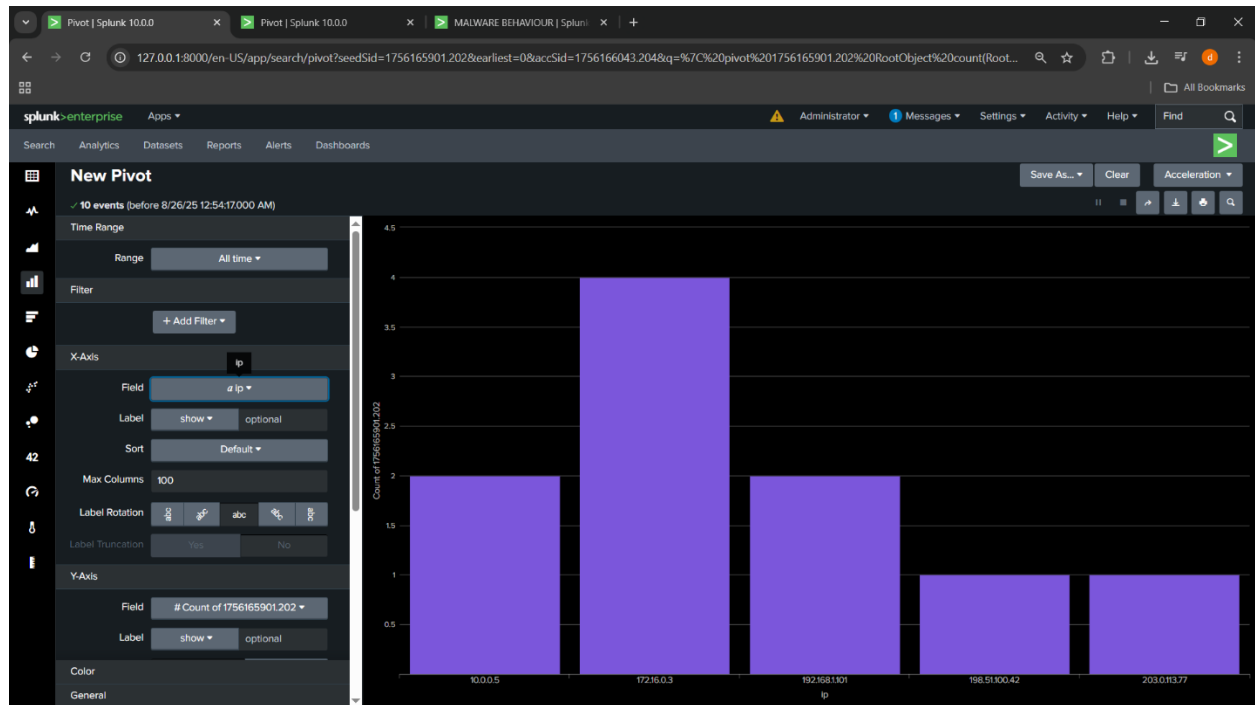 Pivot | Splunk 10.0.0
Pivot | Splunk 10.0.0
MALWARE BEHAVIOUR | Splun
127.0.0.1:8000/en-US/app/search/pivot?seedSid=1756165901.202&earliest=0&accSid=1756166043.204&q=%7C%20pivot%201756165901.202%20RootObject%20count(Root...
d
All Bookmarks
splunk>enterprise Apps
Administrator 1 Messages Settings Activity Help Find
Search Analytics Datasets Reports Alerts Dashboards
New Pivot
Save As... Clear Acceleration
✓ 10 events (before 8/26/25 12:54:17.000 AM)
Time Range
Range All time
Filter
+ Add Filter
X-Axis
ip
Field a ip
Label show optional
Sort Default
42
Max Columns 100
Label Rotation abc abc abc abc abc
Label Truncation Yes No
Y-Axis
Field # Count of 1756165901.202
Label show optional
Color
General
4.5
4
3.5
3
2.5
2
1.5
1
0.5
Count of 1756165901.202
10.0.0.5 172.16.0.3 192.168.1.101 198.51.100.42 203.0.113.77
ip